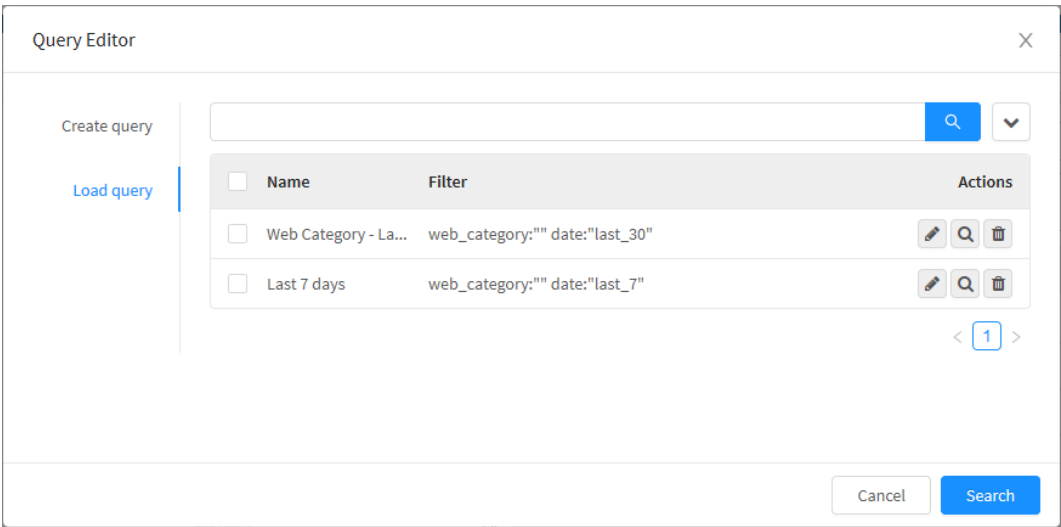 Query Editor
Create query
Load query
Name Filter Actions
Web Category - La... web_category:"" date:"last_30"
Last 7 days web_category:"" date:"last_7"
< 1 >
Cancel Search